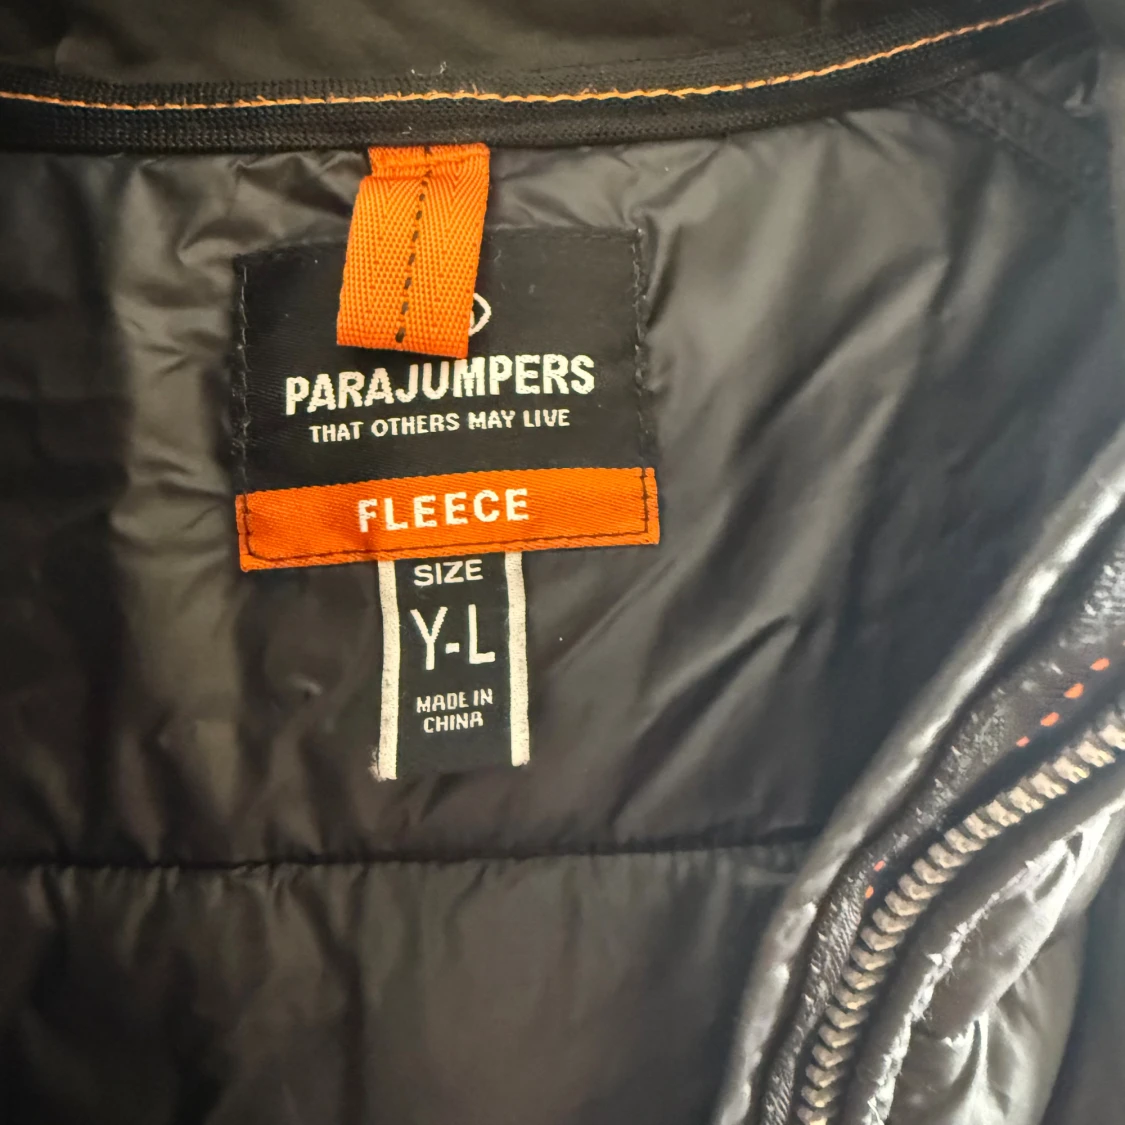 PARAJUMPERS
THAT OTHERS MAY LIVE
FLEECE
SIZE
Y-L
MADE IN
CHINA